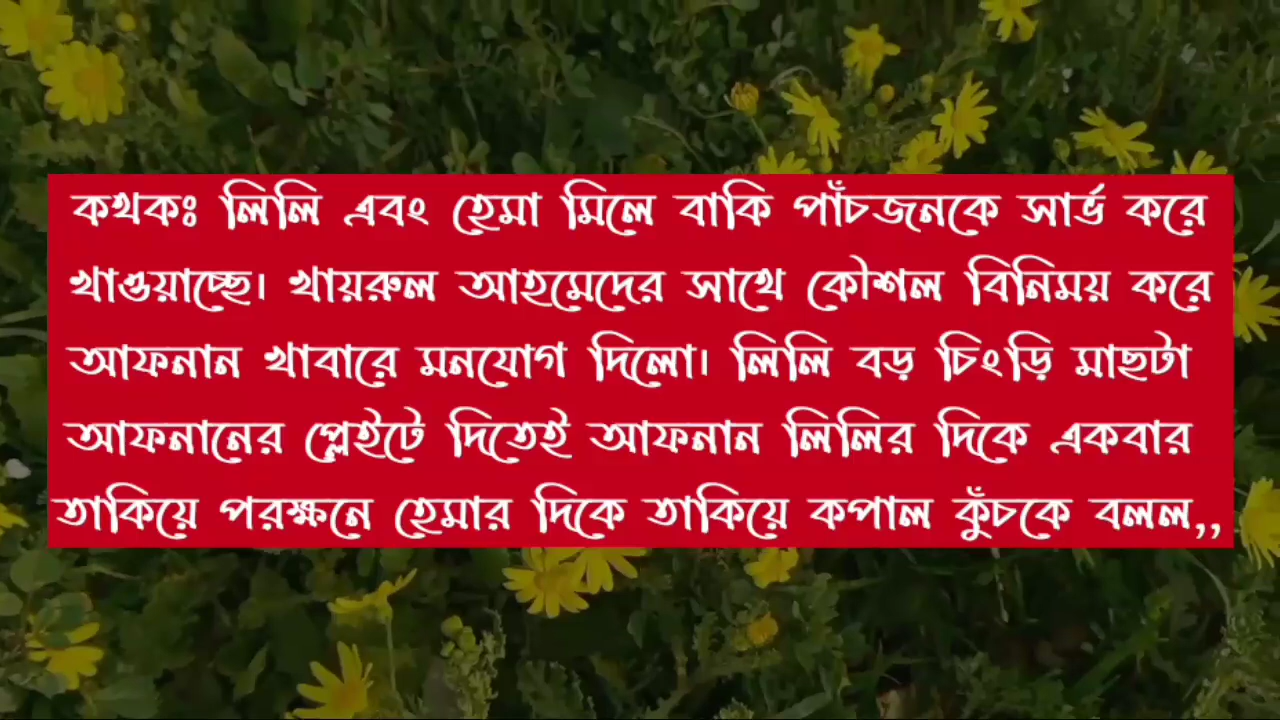 কথকঃ লিলি এবং হেমা মিলে বাকি পাঁচজনকে সার্ভ করে
খাওয়াচ্ছে। খায়রুল আহমেদের সাথে কৌশল বিনিময় করে
আফনান খাবারে মনযোগ দিলো। লিলি বড় চিংড়ি মাছটা
আফনানের প্লেইটে দিতেই আফনান লিলির দিকে একবার
তাকিয়ে পরক্ষনে হেমার দিকে তাকিয়ে কপাল কুঁচকে বলল,,